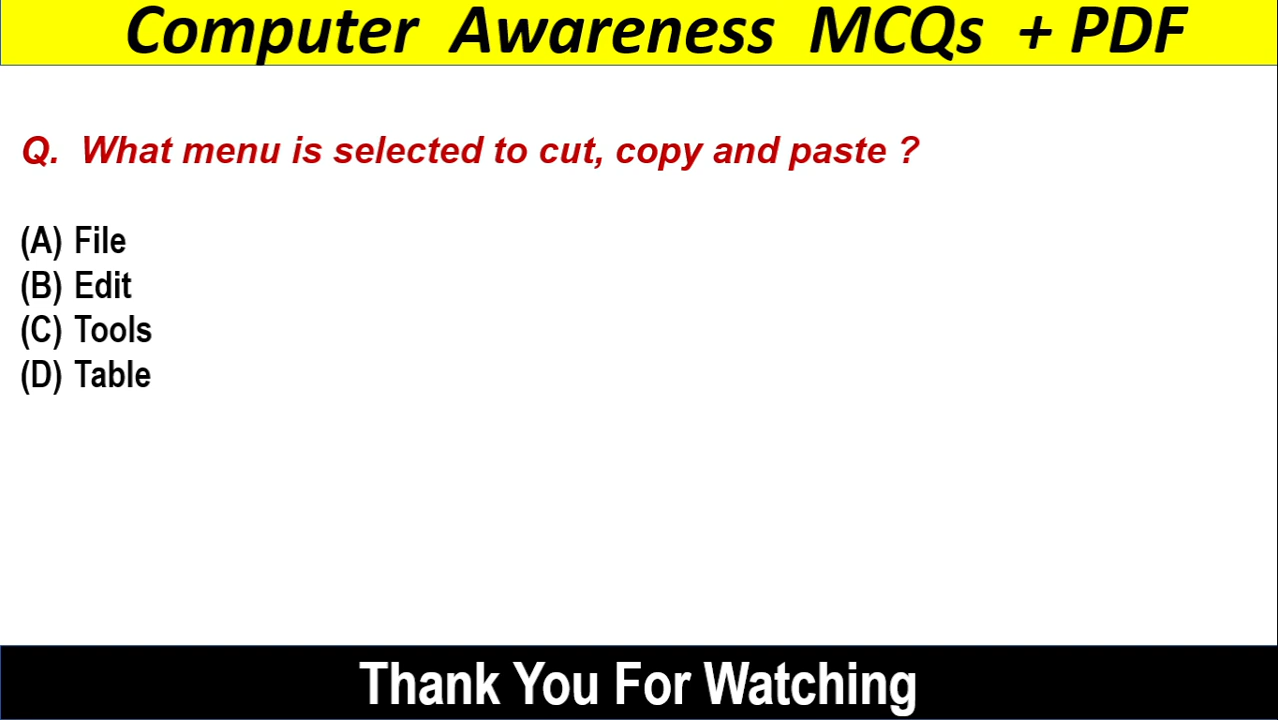 Computer Awareness MCQs + PDF
Q. What menu is selected to cut, copy and paste ?
(A) File
(B) Edit
(C) Tools
(D) Table
Thank You For Watching